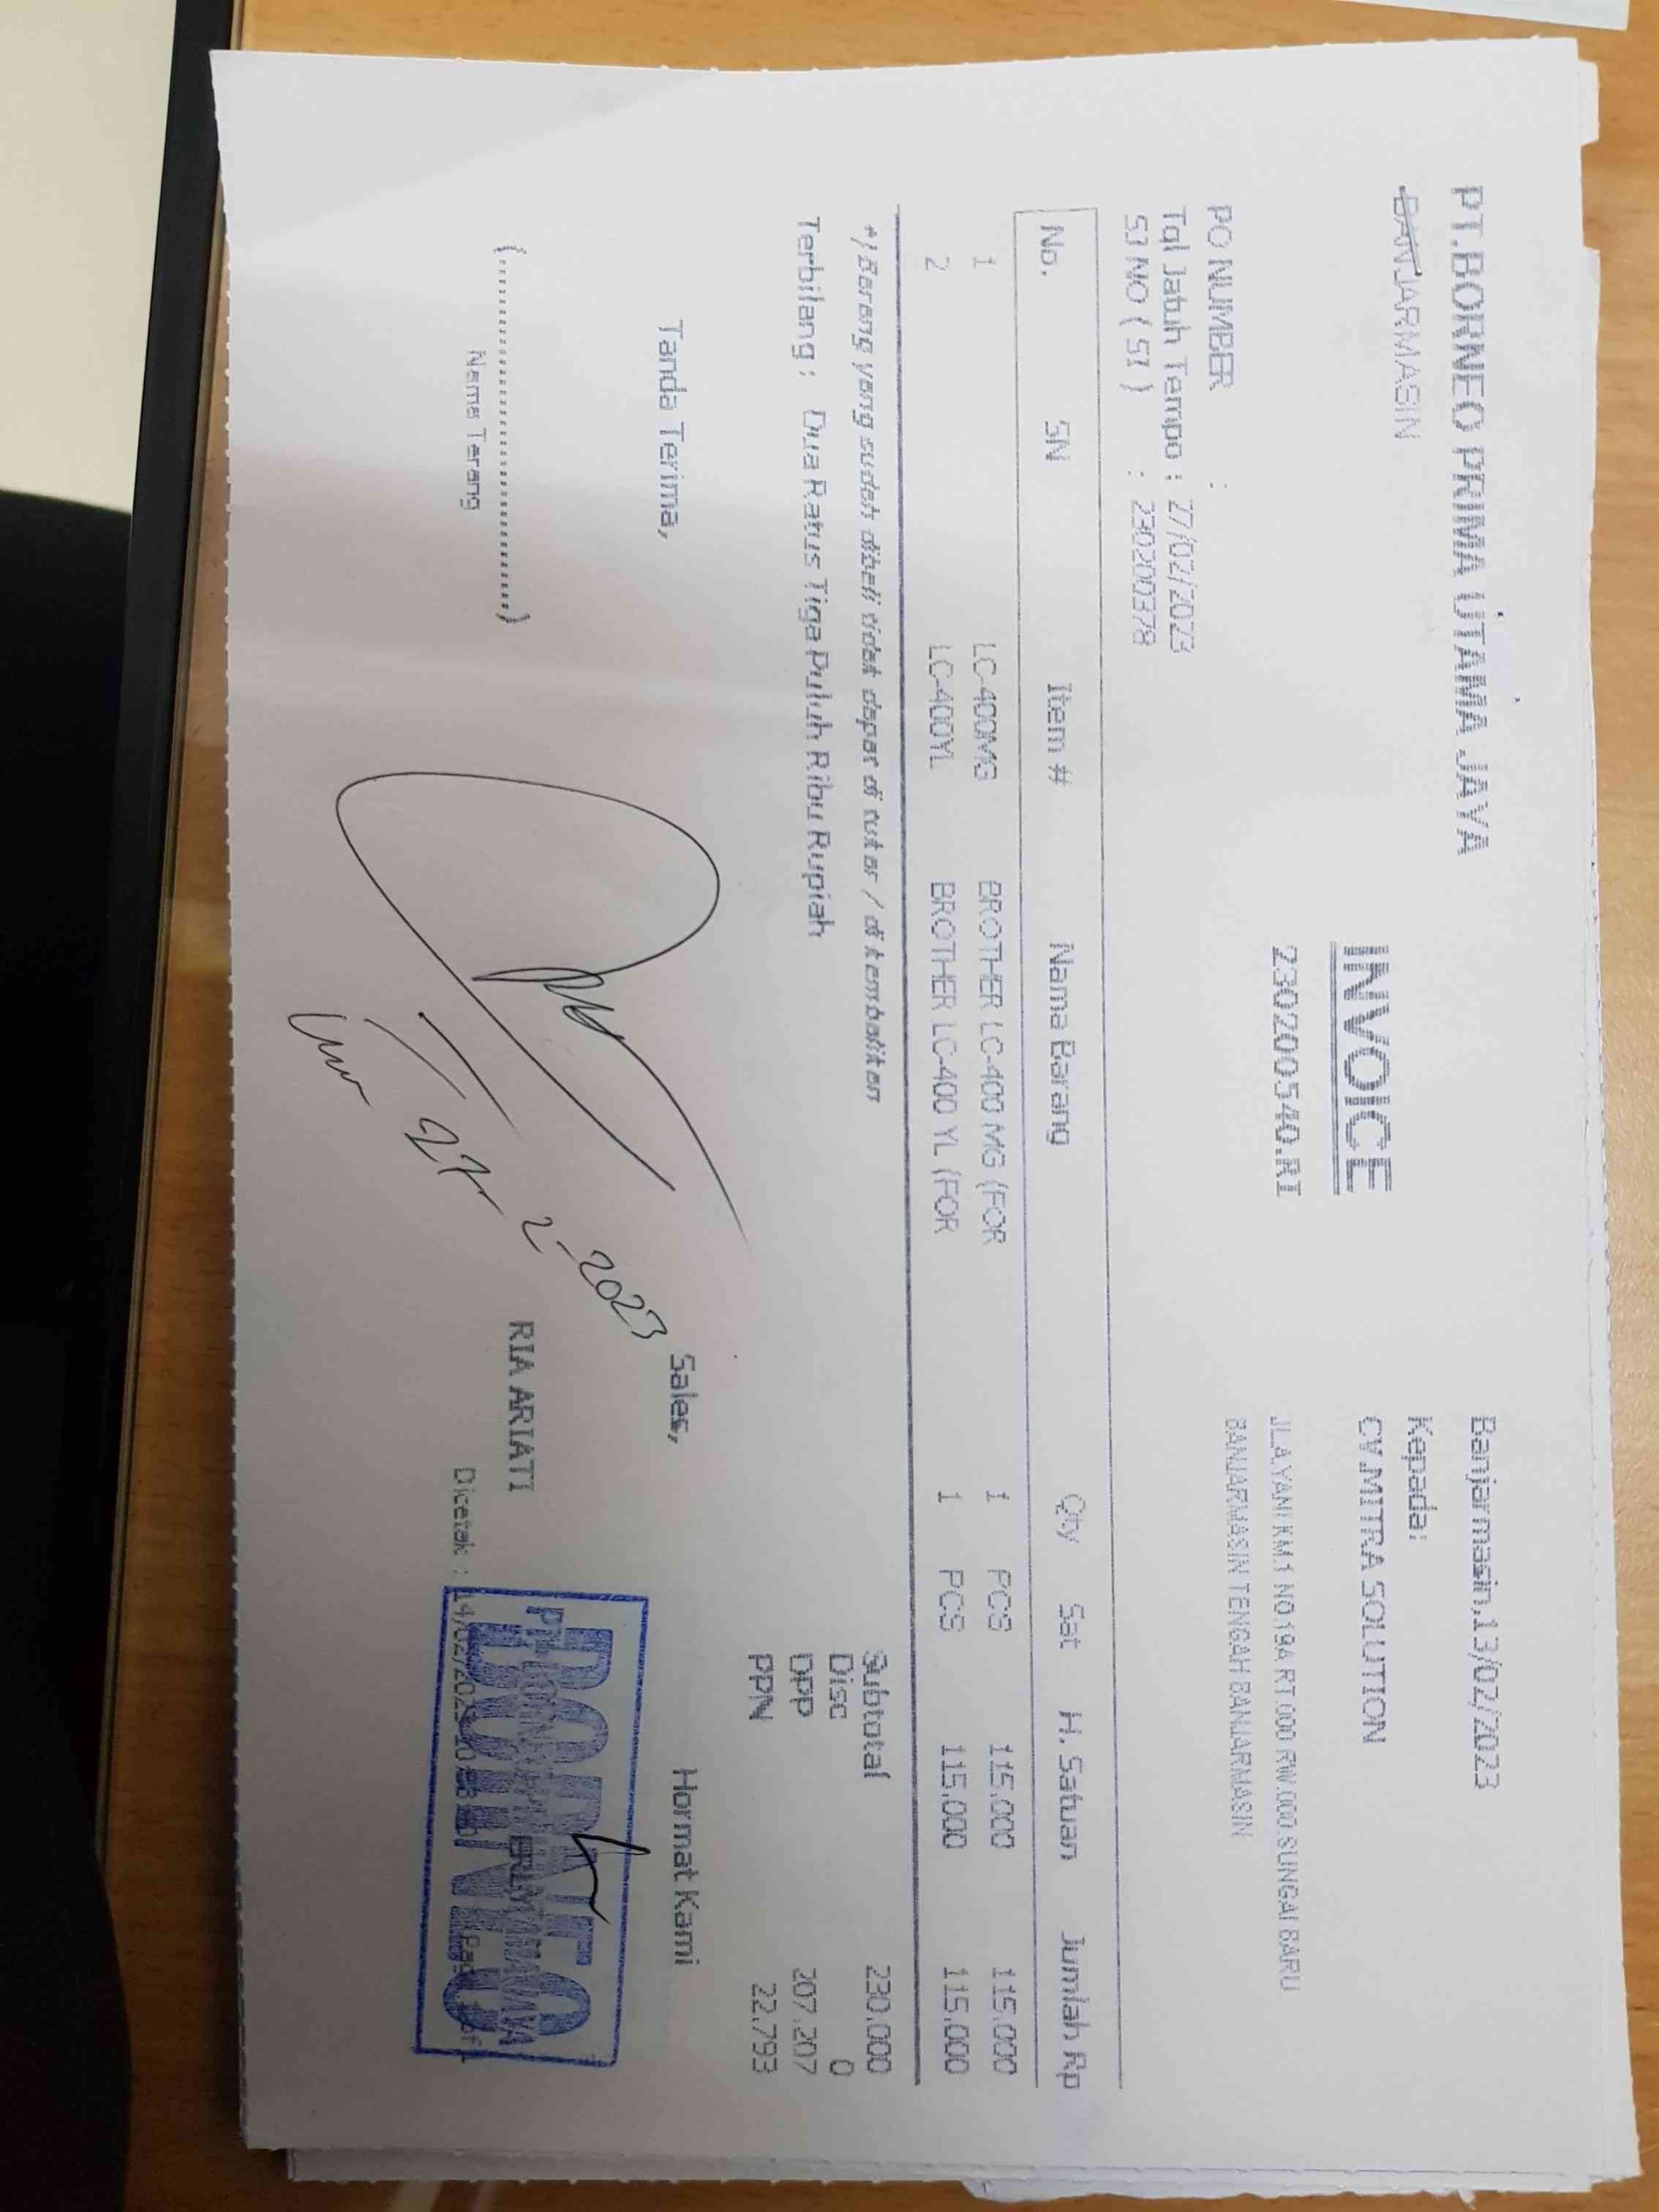 PT.BORNEO PRIMA UTAMA JAYA
BANJARMASIN
INVOICE
230200540.RI
Banjarmasin,13/02/2023
Kepada:
CV.MITRA SOLUTION
JL.A.YANI KM.1 NO.19A RT.000 RW.000 SUNGAI BARU
BANJARMASIN TENGAH BANJARMASIN
PO NUMBER :
Tgl Jatuh Tempo : 27/02/2023
SJ NO ( SI ) : 230200378
No. SN Item # Nama Barang Qty Sat H. Satuan Jumlah Rp
1 LC-400MG BROTHER LC-400 MG (FOR 1 PCS 115.000 115.000
2 LC-400YL BROTHER LC-400 YL (FOR 1 PCS 115.000 115.000
*) Barang yang sudah dibeli tidak dapat di tukar / di kembalikan
Terbilang : Dua Ratus Tiga Puluh Ribu Rupiah
Subtotal 230.000
Disc 0
DPP 207.207
PPN 22.793
Tanda Terima,
Sales,
Hormat Kami
27 2-2023
(..............................)
Nama Terang
RIA ARIATI
BORNEO
Dicetak : 14/02/2023